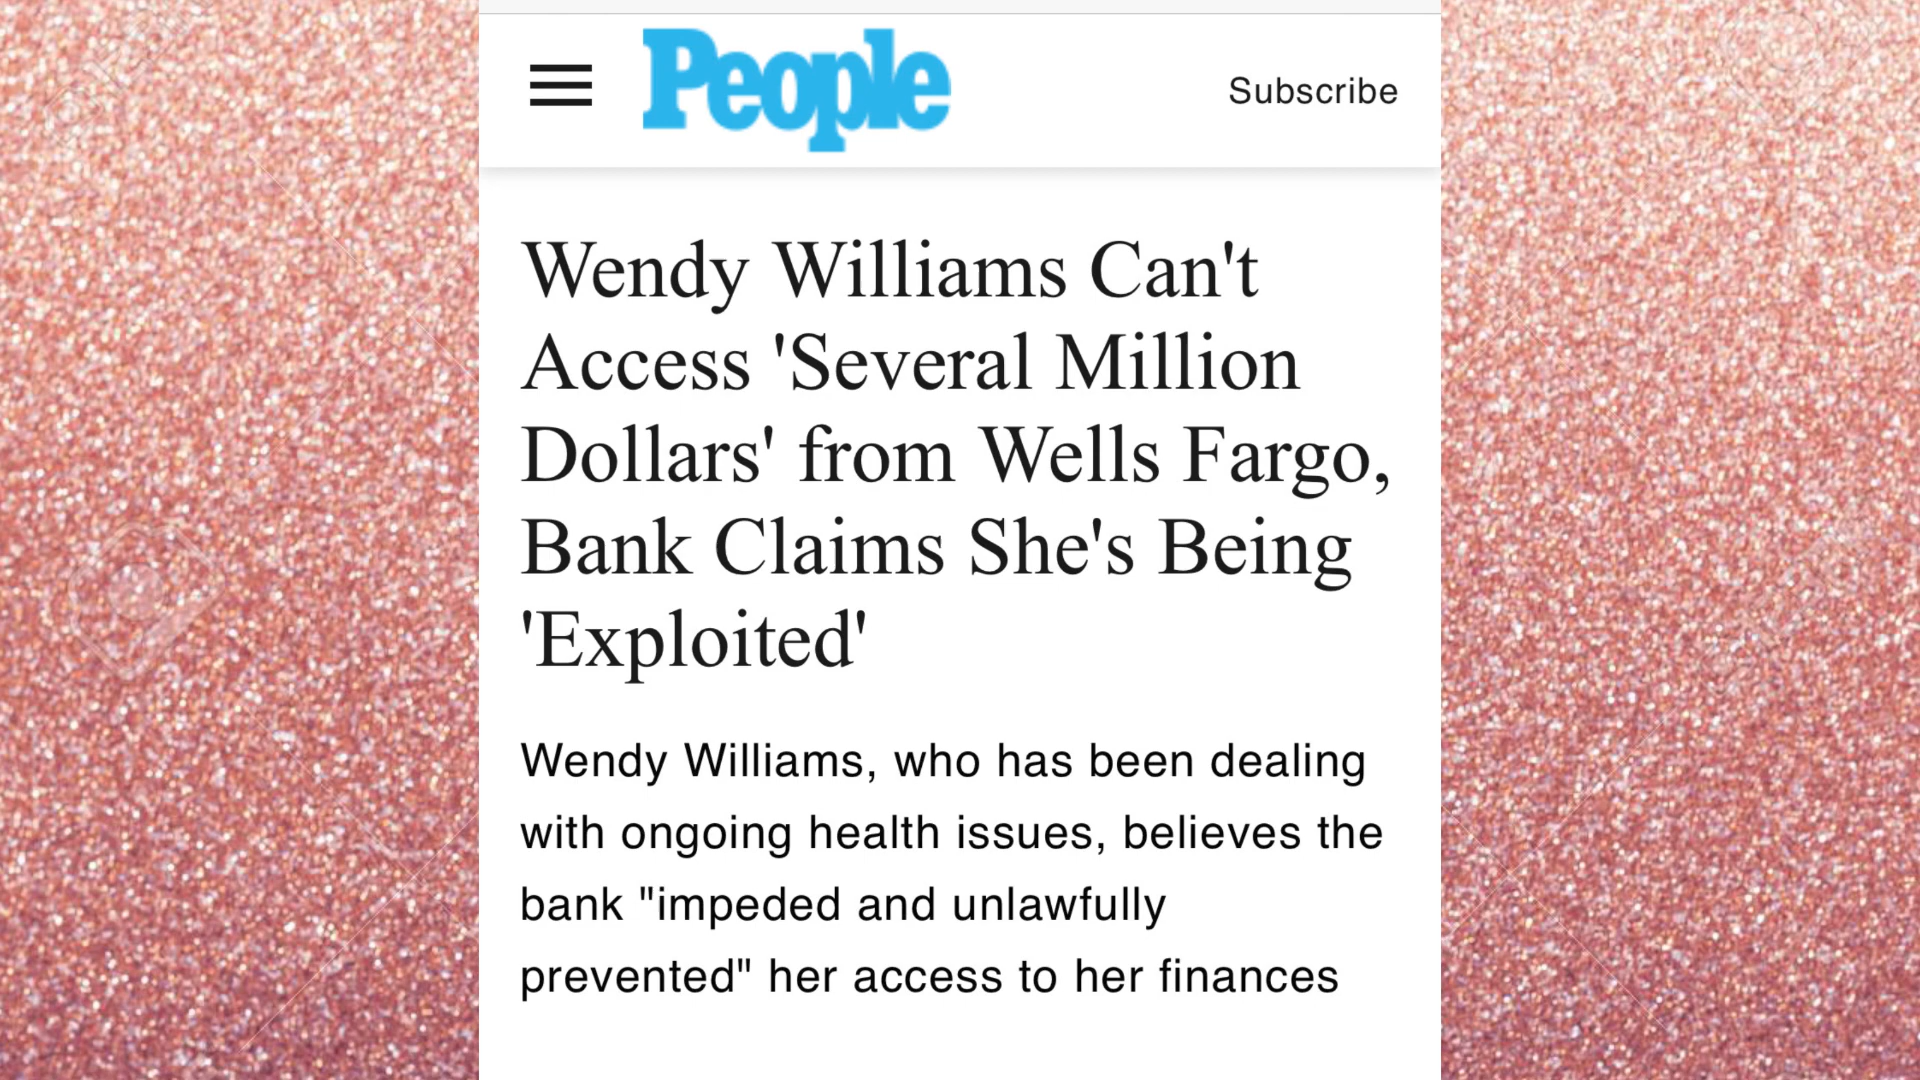 People
Subscribe
Wendy Williams Can't
Access 'Several Million
Dollars' from Wells Fargo,
Bank Claims She's Being
'Exploited'
Wendy Williams, who has been dealing
with ongoing health issues, believes the
bank "impeded and unlawfully
prevented" her access to her finances